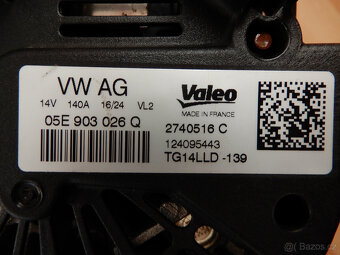 VW AG
14V 140A 16/24 VL2
05E 903 026 Q
Valeo
MADE IN FRANCE
2740516 C
124095443
TG14LLD -139
Bazoš.cz